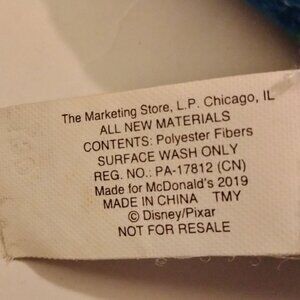 The Marketing Store, L.P. Chicago, IL
ALL NEW MATERIALS
CONTENTS: Polyester Fibers
SURFACE WASH ONLY
REG. NO.: PA-17812 (CN)
Made for McDonald's 2019
MADE IN CHINA TMY
© Disney/Pixar
NOT FOR RESALE